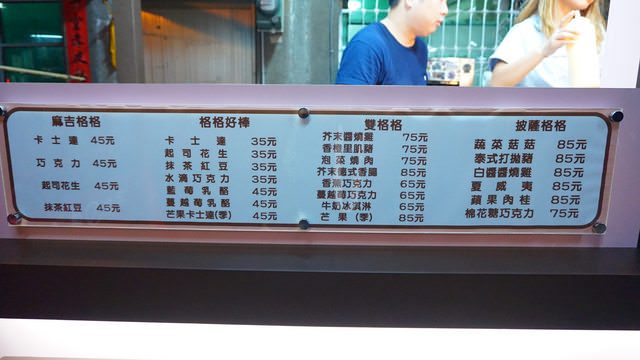 麻吉格格
卡士達 45元
巧克力 45元
起司花生 45元
抹茶紅豆 45元
格格好棒
卡士達 35元
起司花生 35元
抹茶紅豆 35元
水滴巧克力 35元
藍莓乳酪 45元
蔓越莓乳酪 45元
芒果卡士達(季) 45元
雙格格
芥末醬燒雞 75元
香橙里肌豬 75元
泡菜燒肉 75元
芥末德式香腸 85元
香蕉巧克力 65元
蔓越莓巧克力 65元
牛奶冰淇淋 65元
芒果(季) 85元
披薩格格
蔬菜菇菇 85元
泰式打拋豬 85元
白醬醬燒雞 85元
夏威夷 85元
蘋果肉桂 85元
棉花糖巧克力 75元